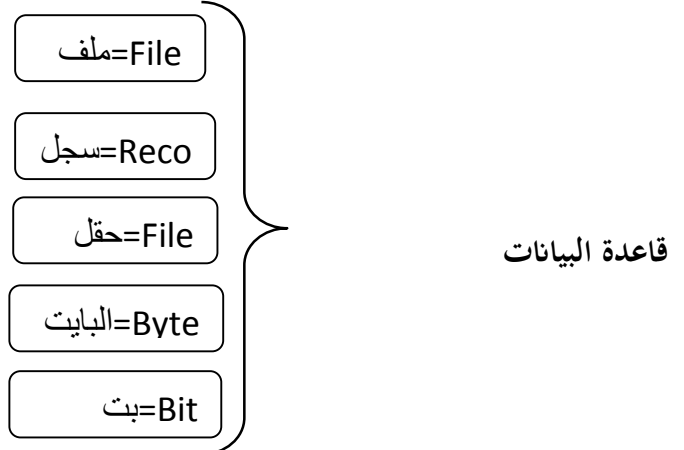 ملف=File
سجل=Reco
حقل=File
قاعدة البيانات
البايت=Byte
بت=Bit